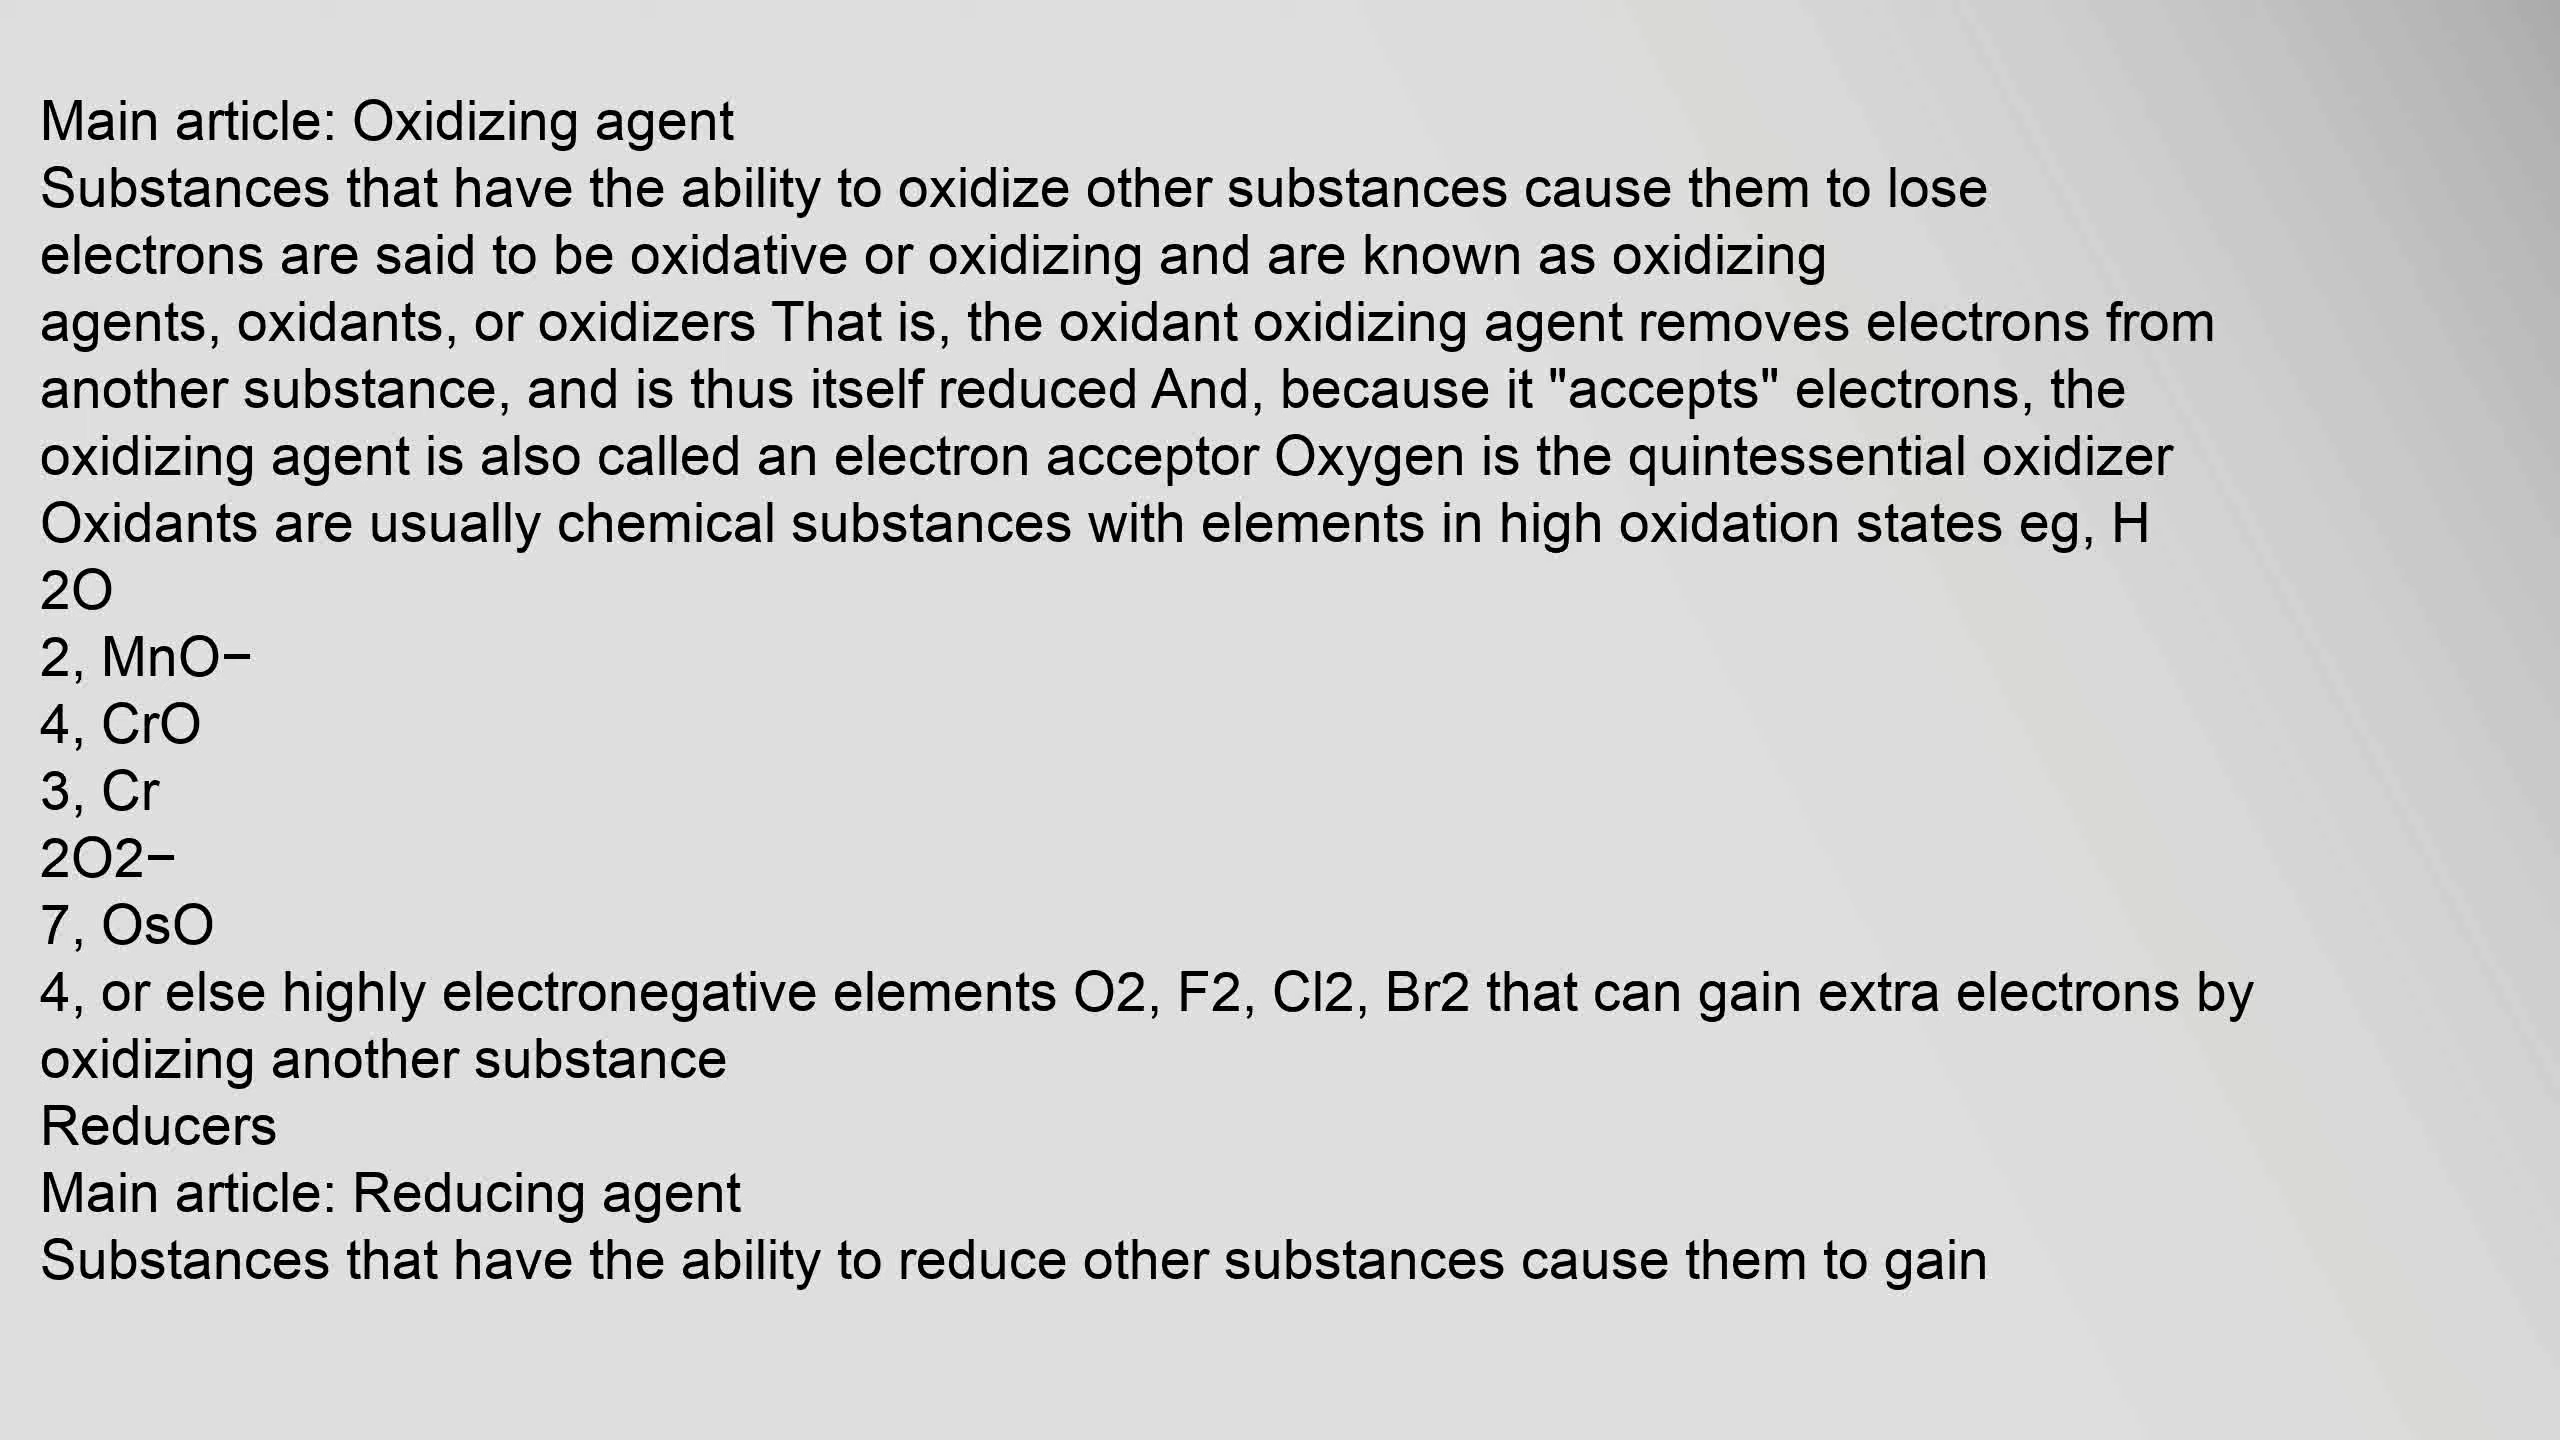 Main article: Oxidizing agent
Substances that have the ability to oxidize other substances cause them to lose
electrons are said to be oxidative or oxidizing and are known as oxidizing
agents, oxidants, or oxidizers That is, the oxidant oxidizing agent removes electrons from
another substance, and is thus itself reduced And, because it "accepts" electrons, the
oxidizing agent is also called an electron acceptor Oxygen is the quintessential oxidizer
Oxidants are usually chemical substances with elements in high oxidation states eg, H
2O
2, MnO−
4, CrO
3, Cr
2O2−
7, OsO
4, or else highly electronegative elements O2, F2, Cl2, Br2 that can gain extra electrons by
oxidizing another substance
Reducers
Main article: Reducing agent
Substances that have the ability to reduce other substances cause them to gain